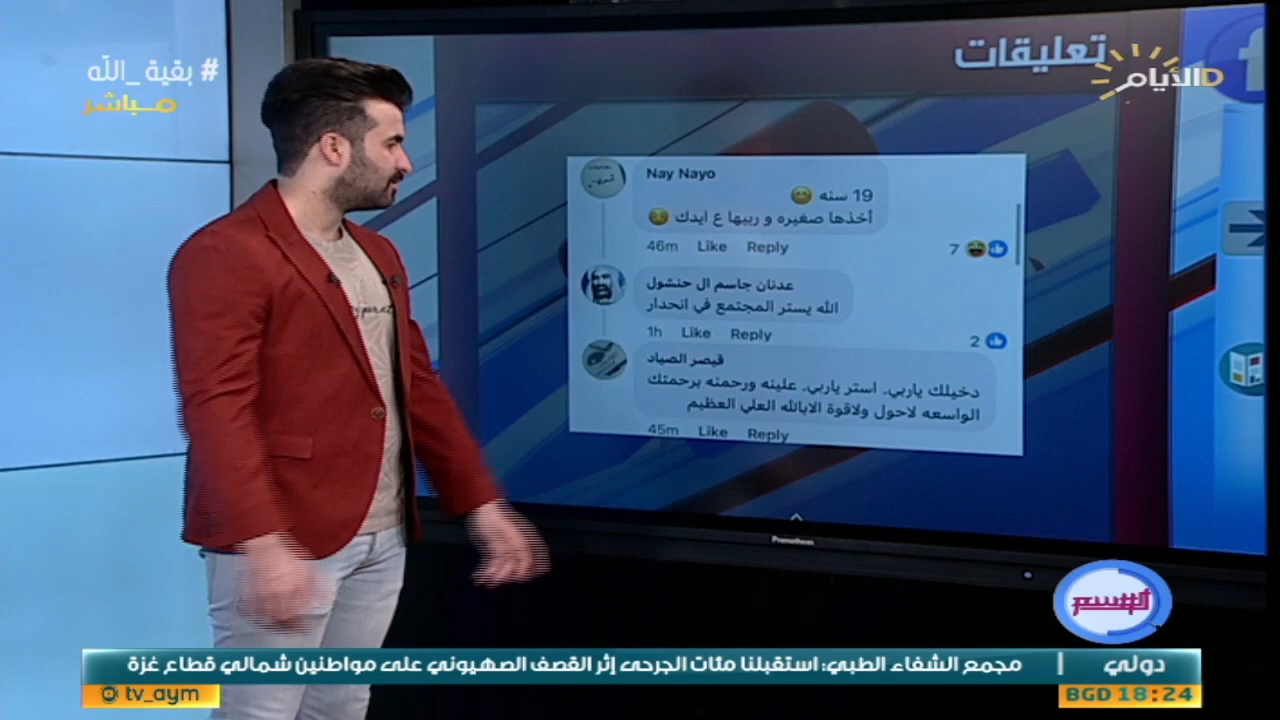 # بقية_الله
مباشر
تعليقات
الأيام
Nay Nayo
19 سنه 😊
أخذها صغيره و ربيها ع ايدك 😒
46m Like Reply
7
عدنان جاسم ال حنشول
الله يستر المجتمع في انحدار
1h Like Reply
2
قيصر الصياد
دخيلك ياربي. استر ياربي. علينه ورحمنه برحمتك
الواسعه لاحول ولاقوة الابالله العلي العظيم
45m Like Reply
Promethean
دولي | مجمع الشفاء الطبي: استقبلنا مئات الجرحى إثر القصف الصهيوني على مواطنين شمالي قطاع غزة
tv_aym
BGD 18:24